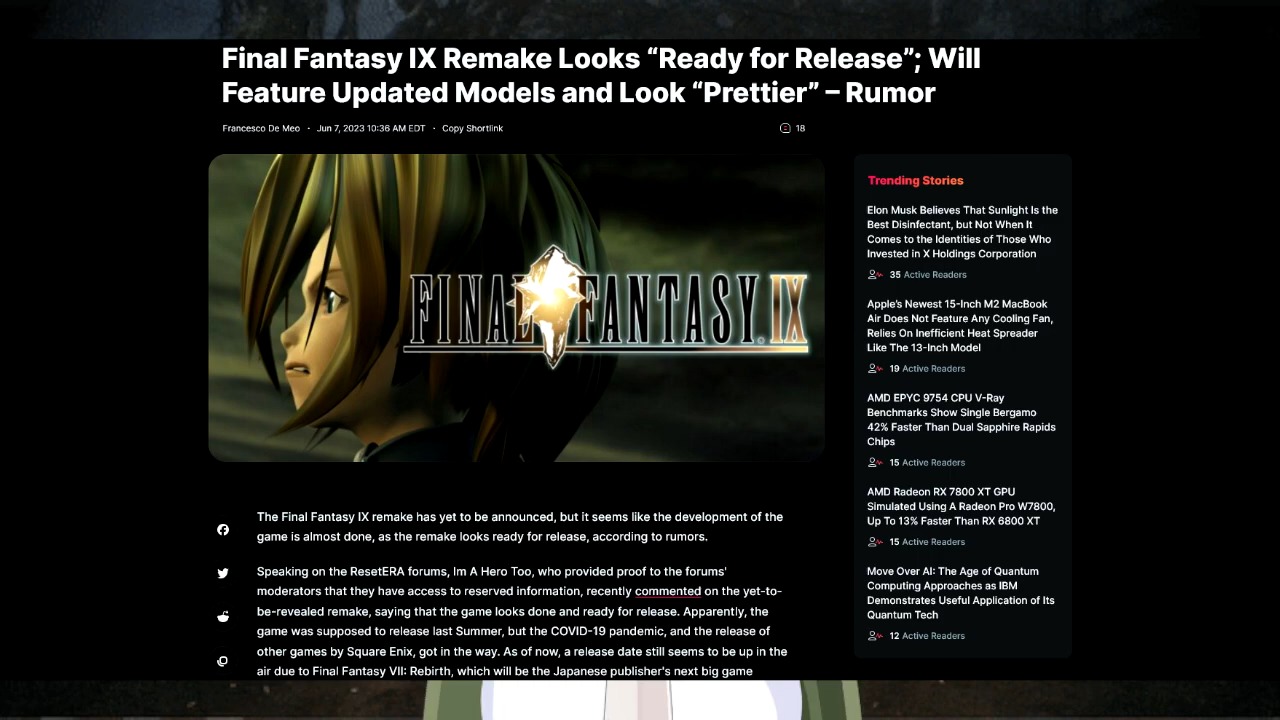 Final Fantasy IX Remake Looks “Ready for Release”; Will
Feature Updated Models and Look “Prettier” – Rumor
Francesco De Meo • Jun 7, 2023 10:36 AM EDT • Copy Shortlink
18
FINAL FANTASY.IX
Trending Stories
Elon Musk Believes That Sunlight Is the
Best Disinfectant, but Not When It
Comes to the Identities of Those Who
Invested in X Holdings Corporation
35 Active Readers
Apple’s Newest 15-Inch M2 MacBook
Air Does Not Feature Any Cooling Fan,
Relies On Inefficient Heat Spreader
Like The 13-Inch Model
19 Active Readers
AMD EPYC 9754 CPU V-Ray
Benchmarks Show Single Bergamo
42% Faster Than Dual Sapphire Rapids
Chips
15 Active Readers
AMD Radeon RX 7800 XT GPU
Simulated Using A Radeon Pro W7800,
Up To 13% Faster Than RX 6800 XT
15 Active Readers
Move Over AI: The Age of Quantum
Computing Approaches as IBM
Demonstrates Useful Application of Its
Quantum Tech
12 Active Readers
The Final Fantasy IX remake has yet to be announced, but it seems like the development of the
game is almost done, as the remake looks ready for release, according to rumors.
Speaking on the ResetERA forums, Im A Hero Too, who provided proof to the forums'
moderators that they have access to reserved information, recently commented on the yet-to-
be-revealed remake, saying that the game looks done and ready for release. Apparently, the
game was supposed to release last Summer, but the COVID-19 pandemic, and the release of
other games by Square Enix, got in the way. As of now, a release date still seems to be up in the
air due to Final Fantasy VII: Rebirth, which will be the Japanese publisher's next big game